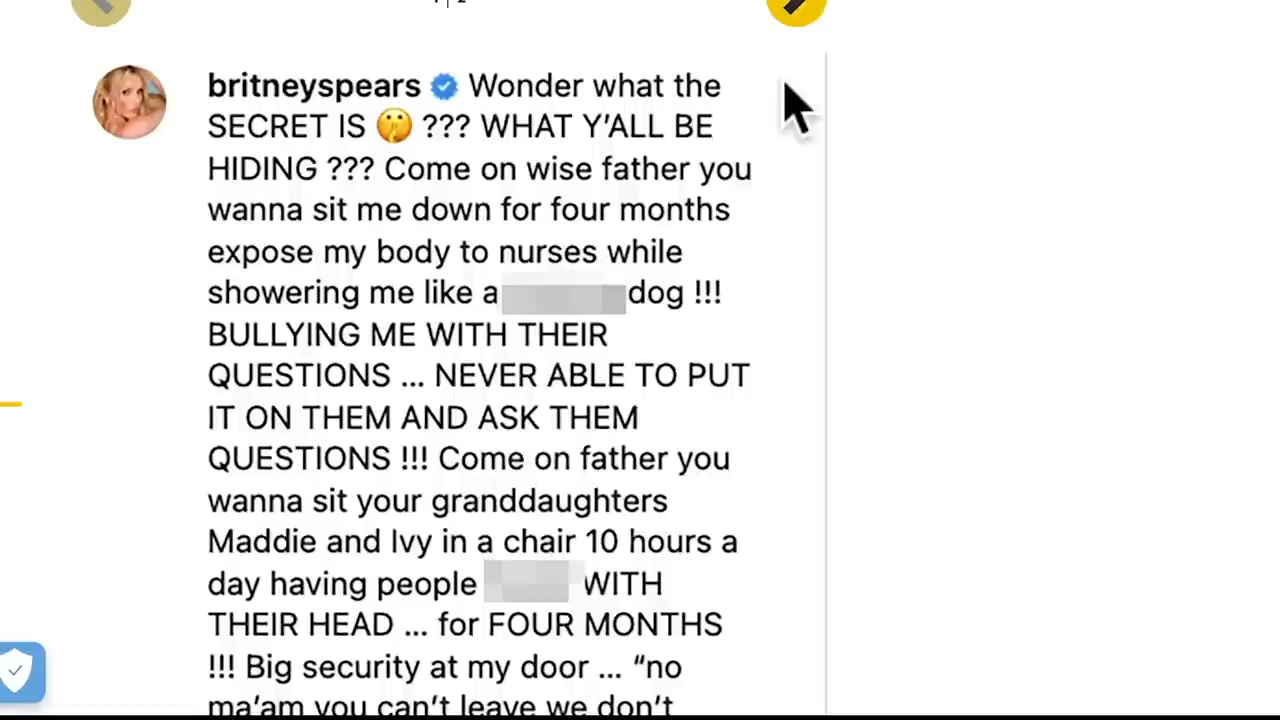 britneyspears Wonder what the
SECRET IS 🤫 ??? WHAT Y’ALL BE
HIDING ??? Come on wise father you
wanna sit me down for four months
expose my body to nurses while
showering me like a dog !!!
BULLYING ME WITH THEIR
QUESTIONS ... NEVER ABLE TO PUT
IT ON THEM AND ASK THEM
QUESTIONS !!! Come on father you
wanna sit your granddaughters
Maddie and Ivy in a chair 10 hours a
day having people WITH
THEIR HEAD ... for FOUR MONTHS
!!! Big security at my door ... “no
ma’am you can’t leave we don’t